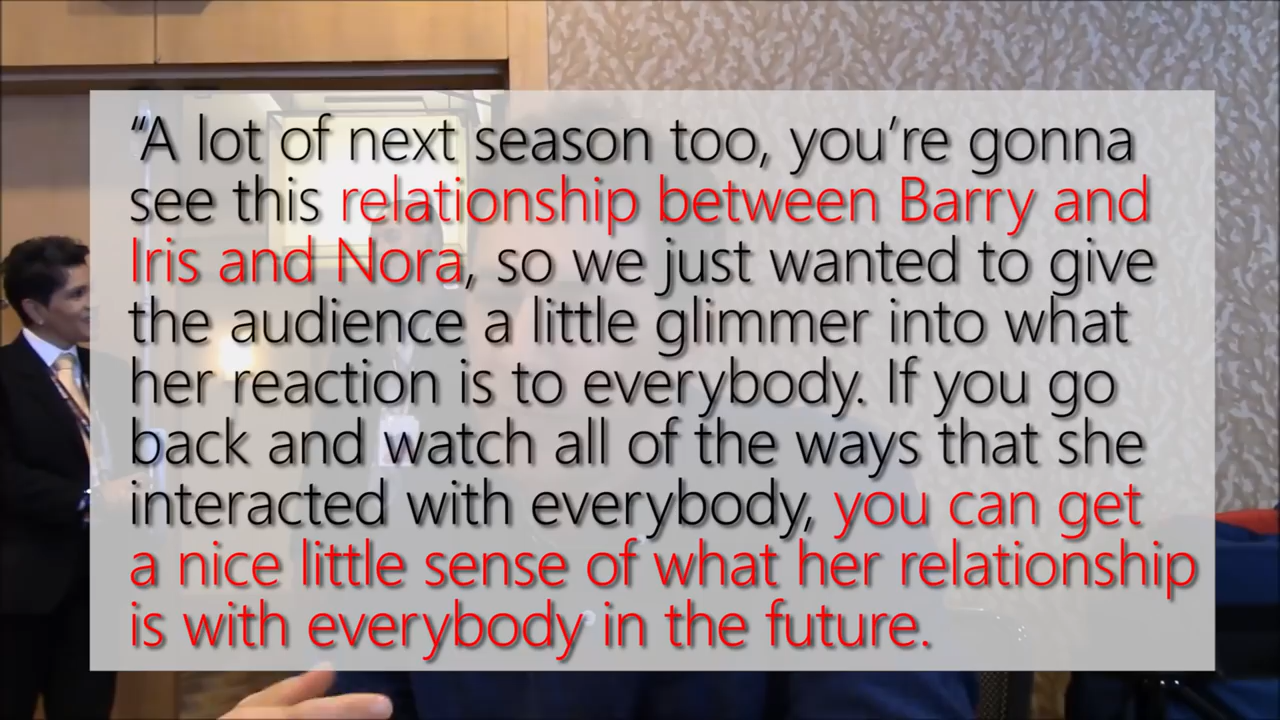 “A lot of next season too, you’re gonna
see this relationship between Barry and
Iris and Nora, so we just wanted to give
the audience a little glimmer into what
her reaction is to everybody. If you go
back and watch all of the ways that she
interacted with everybody, you can get
a nice little sense of what her relationship
is with everybody in the future.